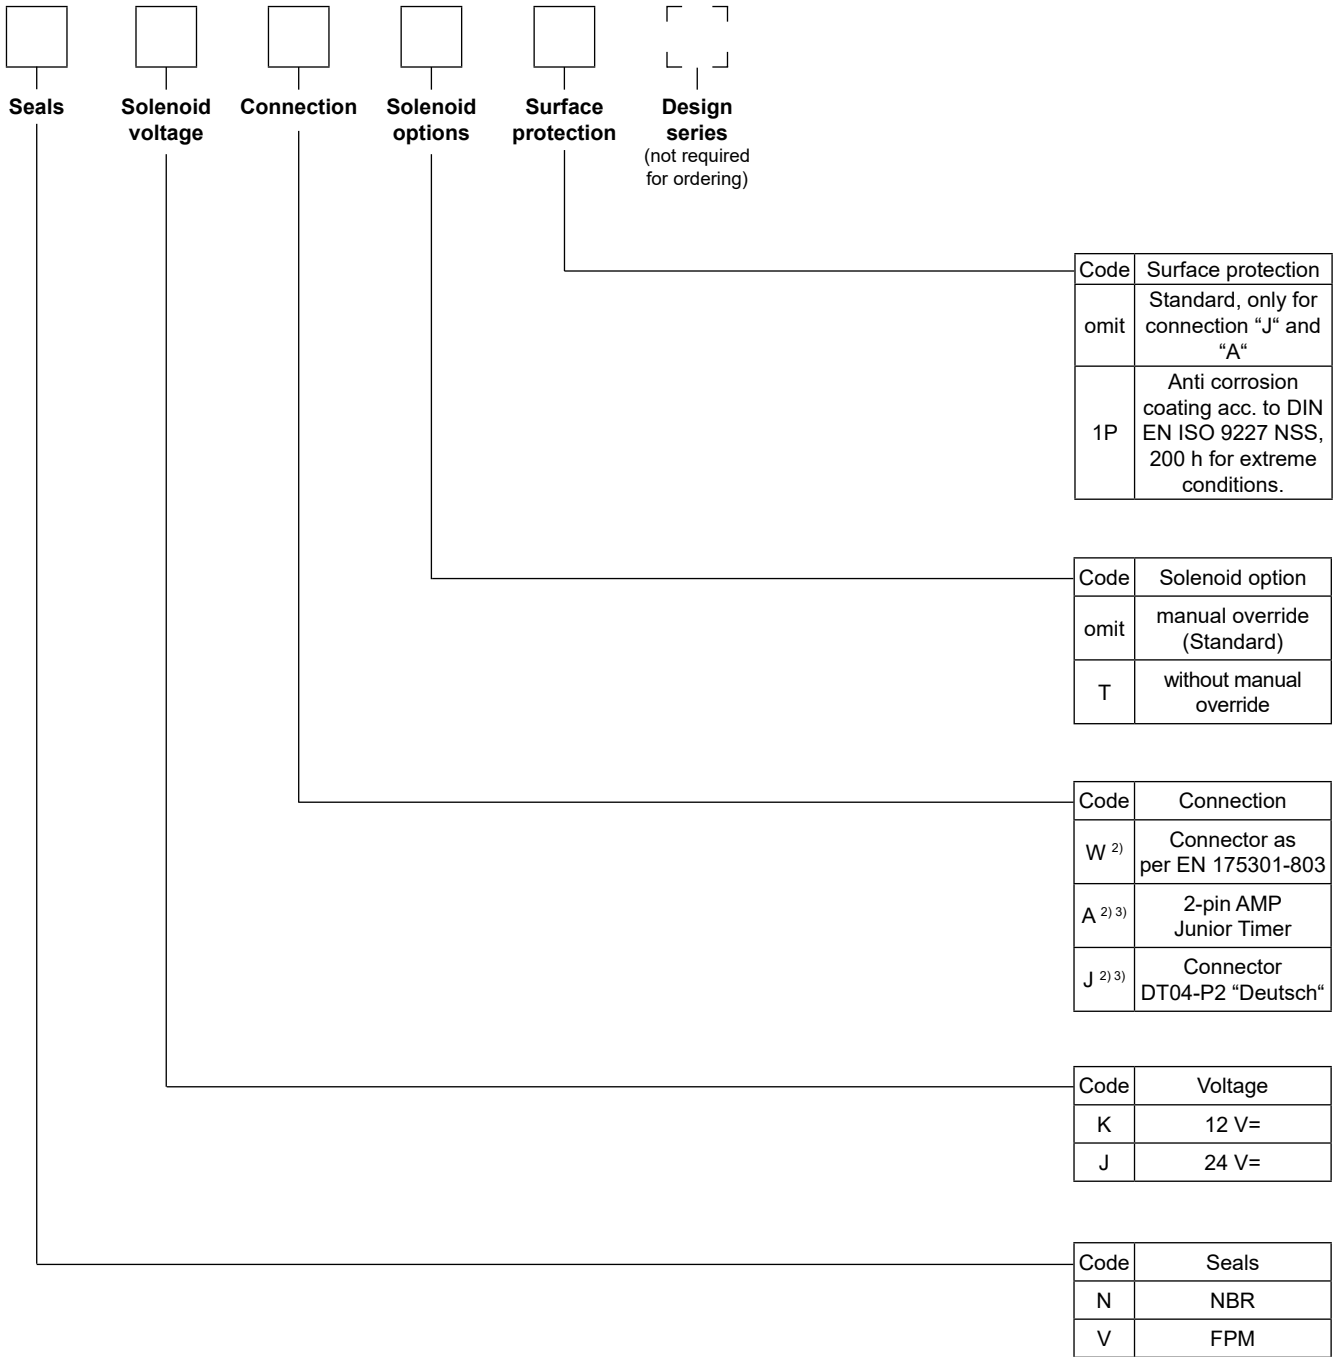 Seals
Solenoid
voltage
Connection
Solenoid
options
Surface
protection
Design
series
(not required
for ordering)
Code Surface protection
omit Standard, only for
connection “J“ and
“A“
1P Anti corrosion
coating acc. to DIN
EN ISO 9227 NSS,
200 h for extreme
conditions.
Code Solenoid option
omit manual override
(Standard)
T without manual
override
Code Connection
W 2) Connector as
per EN 175301-803
A 2) 3) 2-pin AMP
Junior Timer
J 2) 3) Connector
DT04-P2 “Deutsch“
Code Voltage
K 12 V=
J 24 V=
Code Seals
N NBR
V FPM